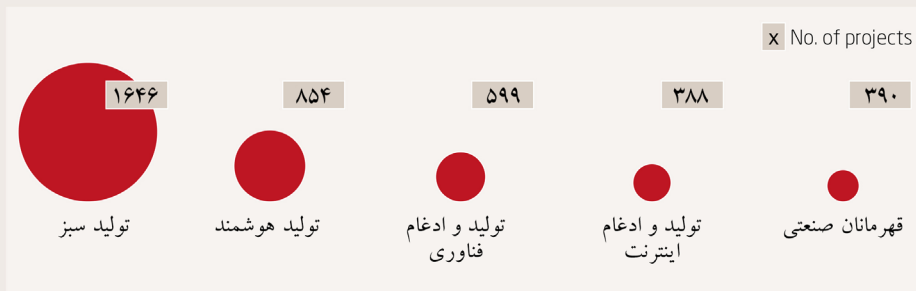 x No. of projects
۱۶۴۶
۸۵۴
۵۹۹
۳۸۸
۳۹۰
تولید سبز
تولید هوشمند
تولید و ادغام
فناوری
تولید و ادغام
اینترنت
قهرمانان صنعتی